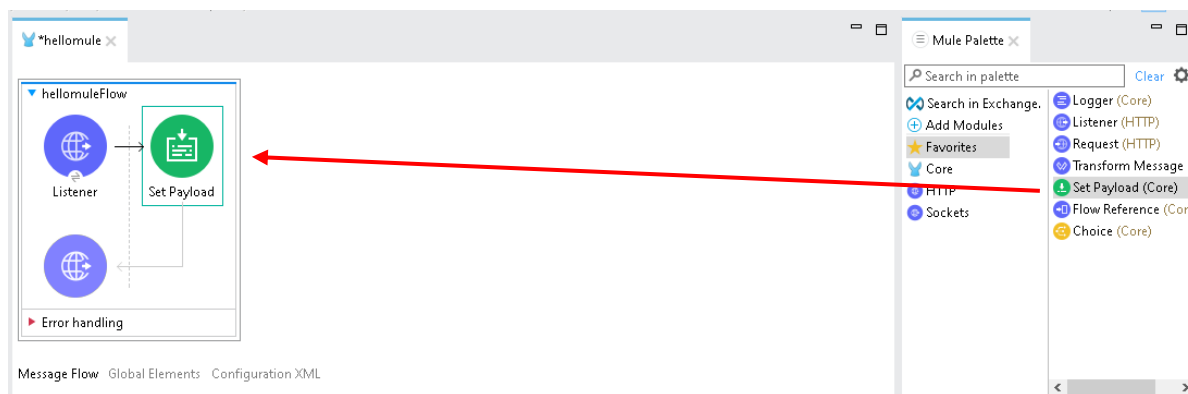 *hellomule
hellomuleFlow
Listener
Set Payload
Error handling
Message Flow Global Elements Configuration XML
Mule Palette
Search in palette
Clear
Search in Exchange.
Add Modules
Favorites
Core
HTTP
Sockets
Logger (Core)
Listener (HTTP)
Request (HTTP)
Transform Message
Set Payload (Core)
Flow Reference (Cor
Choice (Core)